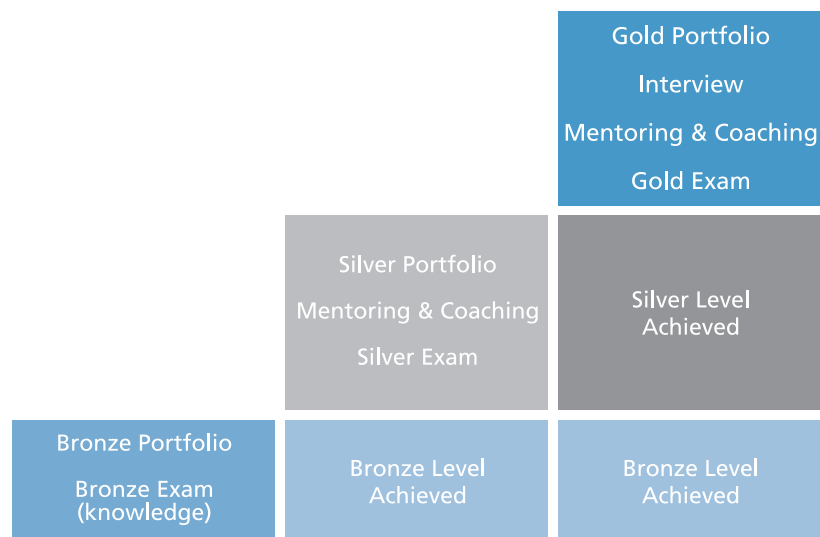 Gold Portfolio
Interview
Mentoring & Coaching
Gold Exam
Silver Portfolio
Mentoring & Coaching
Silver Exam
Silver Level
Achieved
Bronze Portfolio
Bronze Exam
(knowledge)
Bronze Level
Achieved
Bronze Level
Achieved